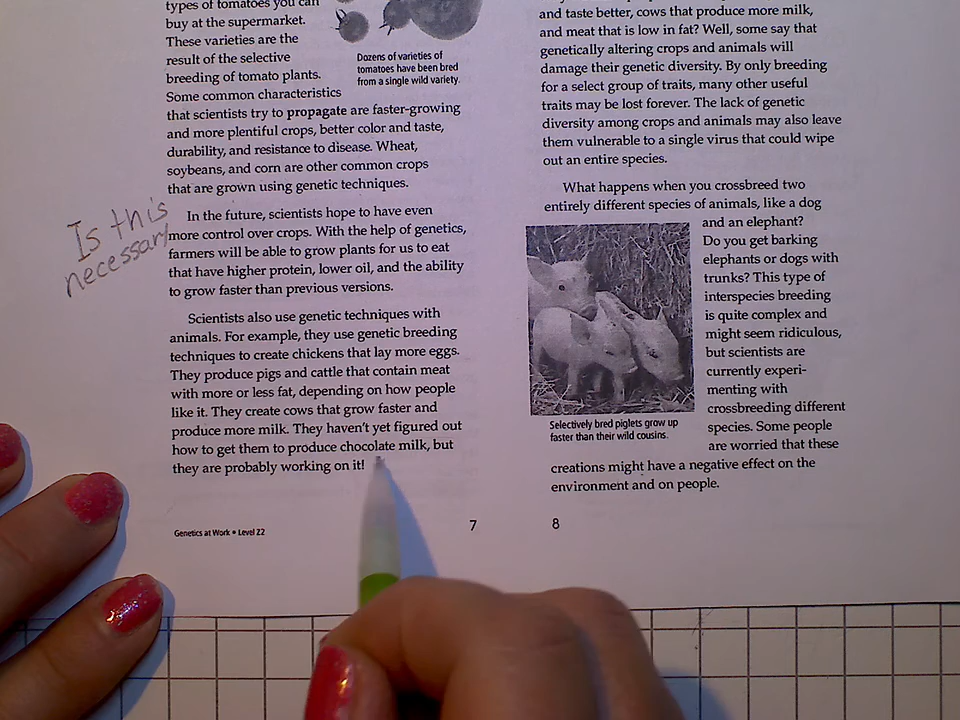 types of tomatoes you can
buy at the supermarket.
These varieties are the
result of the selective
breeding of tomato plants.
Some common characteristics
that scientists try to propagate are faster-growing
and more plentiful crops, better color and taste,
durability, and resistance to disease. Wheat,
soybeans, and corn are other common crops
that are grown using genetic techniques.
Dozens of varieties of
tomatoes have been bred
from a single wild variety.
Is this
necessary
In the future, scientists hope to have even
more control over crops. With the help of genetics,
farmers will be able to grow plants for us to eat
that have higher protein, lower oil, and the ability
to grow faster than previous versions.
Scientists also use genetic techniques with
animals. For example, they use genetic breeding
techniques to create chickens that lay more eggs.
They produce pigs and cattle that contain meat
with more or less fat, depending on how people
like it. They create cows that grow faster and
produce more milk. They haven't yet figured out
how to get them to produce chocolate milk, but
they are probably working on it!
Genetics at Work • Level 22
7
and taste better, cows that produce more milk,
and meat that is low in fat? Well, some say that
genetically altering crops and animals will
damage their genetic diversity. By only breeding
for a select group of traits, many other useful
traits may be lost forever. The lack of genetic
diversity among crops and animals may also leave
them vulnerable to a single virus that could wipe
out an entire species.
What happens when you crossbreed two
entirely different species of animals, like a dog
and an elephant?
Do you get barking
elephants or dogs with
trunks? This type of
interspecies breeding
is quite complex and
might seem ridiculous,
but scientists are
currently experi-
menting with
crossbreeding different
species. Some people
are worried that these
creations might have a negative effect on the
environment and on people.
Selectively bred piglets grow up
faster than their wild cousins.
8